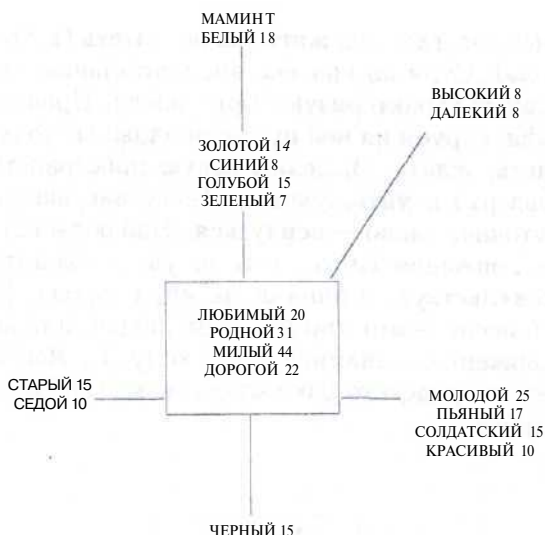 МАМИНТ
БЕЛЫЙ 18
ВЫСОКИЙ 8
ДАЛЕКИЙ 8
ЗОЛОТОЙ 14
СИНИЙ 8
ГОЛУБОЙ 15
ЗЕЛЕНЫЙ 7
ЛЮБИМЫЙ 20
РОДНОЙ 31
МИЛЫЙ 44
ДОРОГОЙ 22
СТАРЫЙ 15
СЕДОЙ 10
МОЛОДОЙ 25
ПЬЯНЫЙ 17
СОЛДАТСКИЙ 15
КРАСИВЫЙ 10
ЧЕРНЫЙ 15